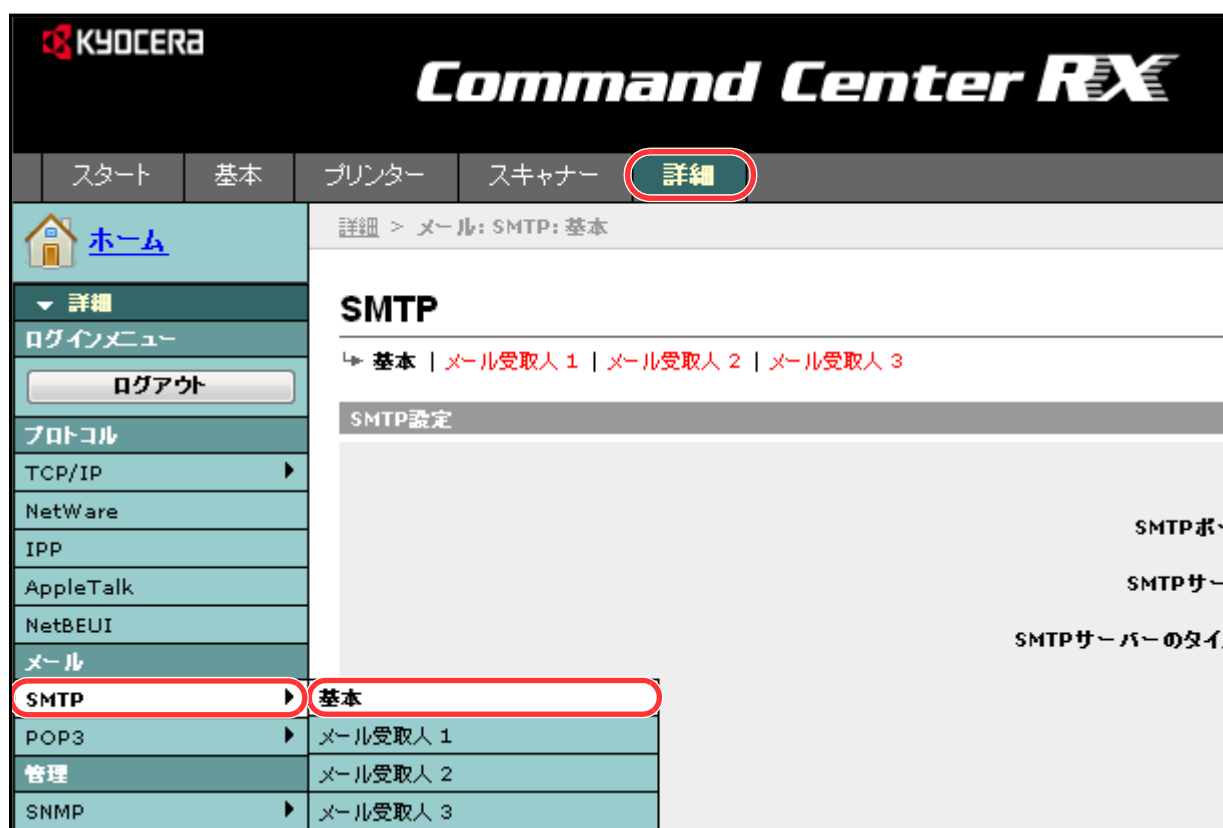 KYOCERA
Command Center RX
スタート 基本 プリンター スキャナー 詳細
ホーム
詳細 > メール: SMTP: 基本
詳細
ログインメニュー
ログアウト
プロトコル
TCP/IP
NetWare
IPP
AppleTalk
NetBEUI
メール
SMTP
POP3
管理
SNMP
基本
メール受取人 1
メール受取人 2
メール受取人 3
SMTP
基本 | メール受取人 1 | メール受取人 2 | メール受取人 3
SMTP設定
SMTPポー
SMTPサー
SMTPサーバーのタイ